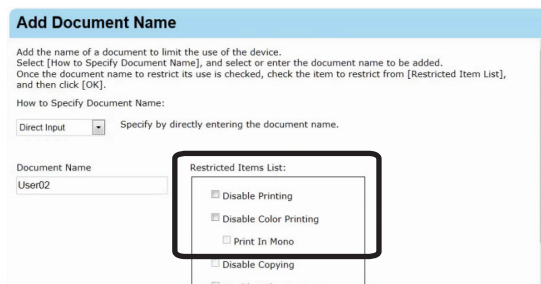 Add Document Name
Add the name of a document to limit the use of the device.
Select [How to Specify Document Name], and select or enter the document name to be added.
Once the document name to restrict its use is checked, check the item to restrict from [Restricted Item List],
and then click [OK].
How to Specify Document Name:
Direct Input Specify by directly entering the document name.
Document Name Restricted Items List:
User02
Disable Printing
Disable Color Printing
Print In Mono
Disable Copying